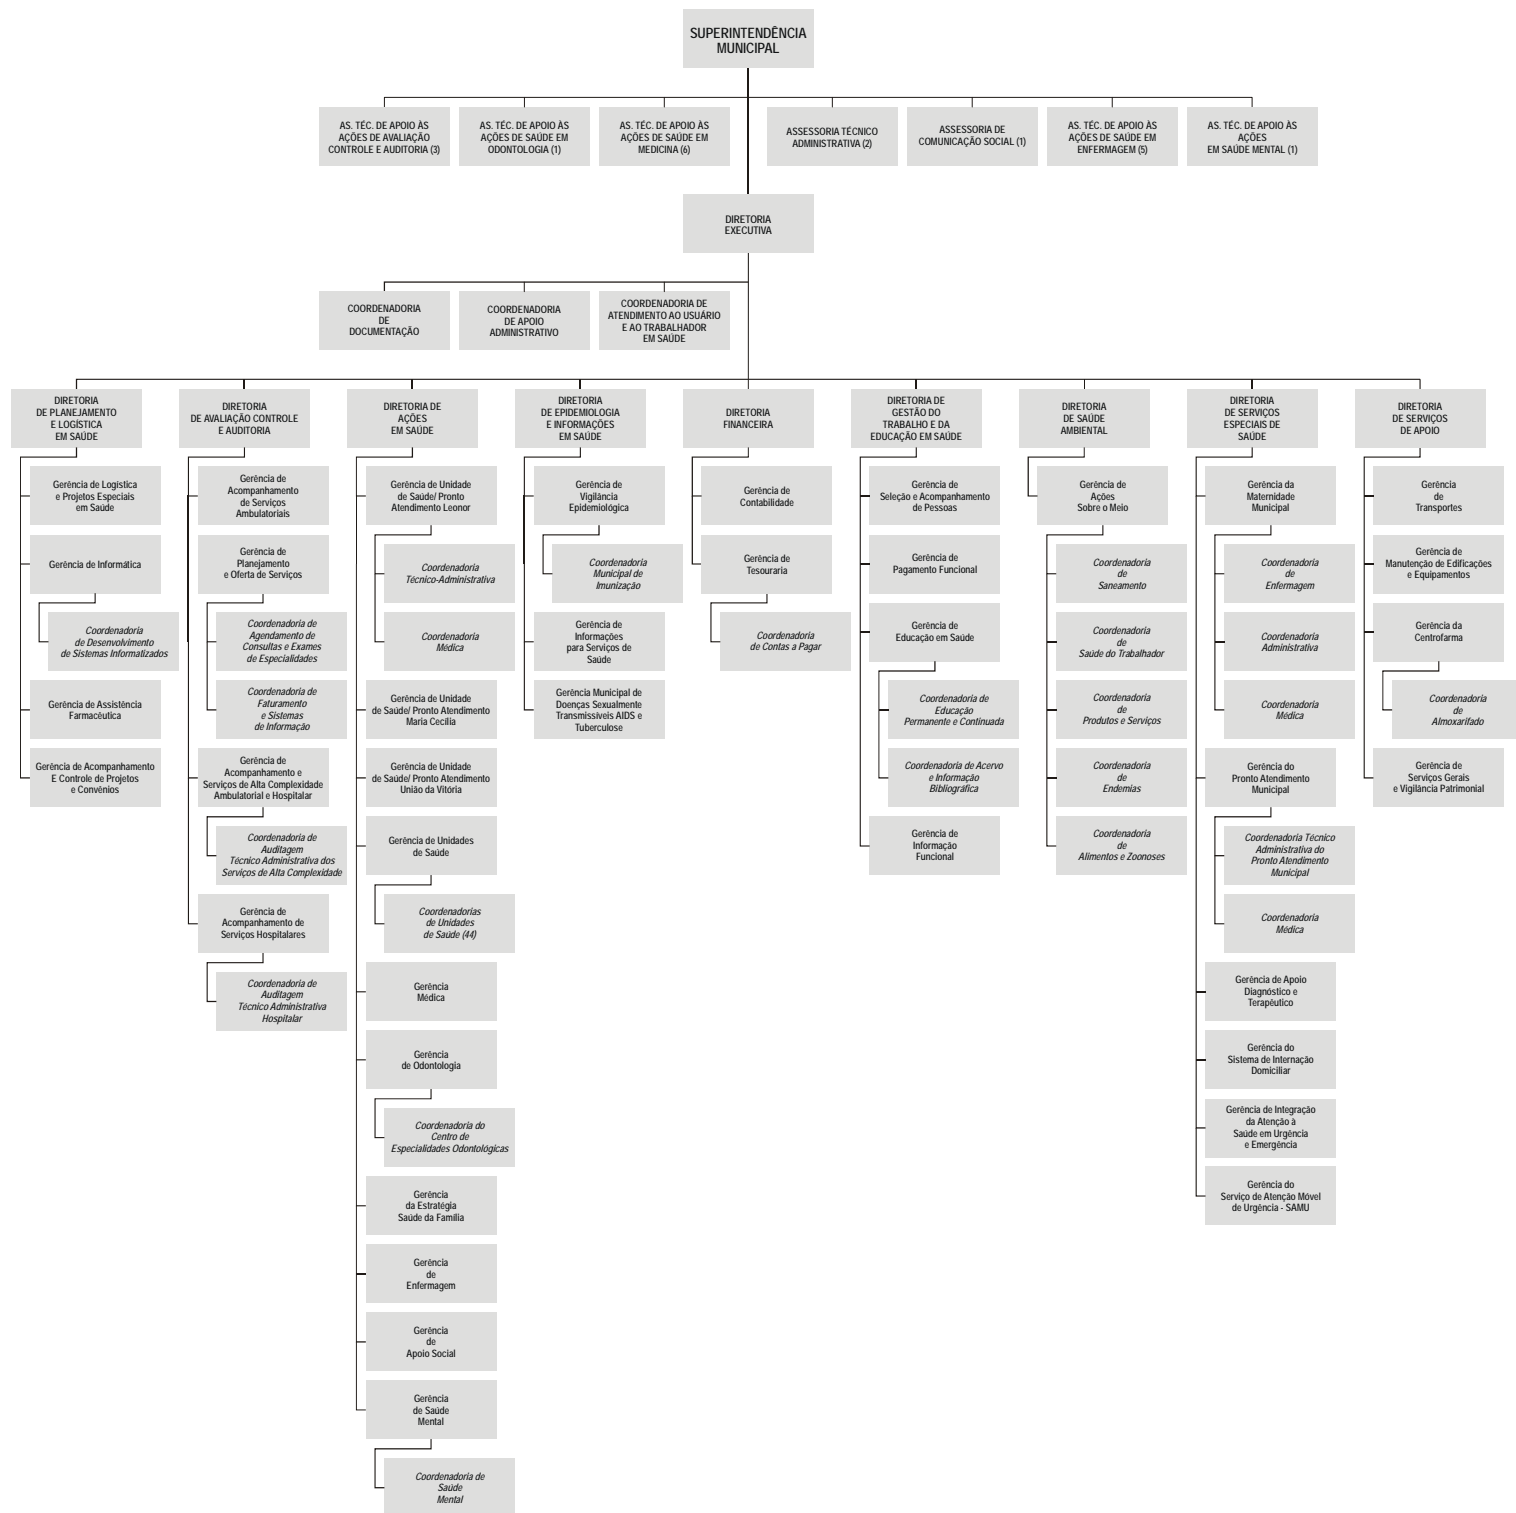 SUPERINTENDÊNCIA
MUNICIPAL
AS. TÉC. DE APOIO ÀS
AÇÕES DE AVALIAÇÃO
CONTROLE E AUDITORIA (3)
AS. TÉC. DE APOIO ÀS
AÇÕES DE SAÚDE EM
ODONTOLOGIA (1)
AS. TÉC. DE APOIO ÀS
AÇÕES DE SAÚDE EM
MEDICINA (6)
ASSESSORIA TÉCNICO
ADMINISTRATIVA (2)
ASSESSORIA DE
COMUNICAÇÃO SOCIAL (1)
AS. TÉC. DE APOIO ÀS
AÇÕES DE SAÚDE EM
ENFERMAGEM (5)
AS. TÉC. DE APOIO ÀS
AÇÕES
EM SAÚDE MENTAL (1)
DIRETORIA
EXECUTIVA
COORDENADORIA
DE
DOCUMENTAÇÃO
COORDENADORIA
DE APOIO
ADMINISTRATIVO
COORDENADORIA DE
ATENDIMENTO AO USUÁRIO
E AO TRABALHADOR
EM SAÚDE
DIRETORIA
DE PLANEJAMENTO
E LOGÍSTICA
EM SAÚDE
Gerência de Logística
e Projetos Especiais
em Saúde
Gerência de Informática
Coordenadoria
de Desenvolvimento
de Sistemas Informatizados
Gerência de Assistência
Farmacêutica
Gerência de Acompanhamento
E Controle de Projetos
e Convênios
DIRETORIA
DE AVALIAÇÃO CONTROLE
E AUDITORIA
Gerência de
Acompanhamento
de Serviços
Ambulatoriais
Gerência de
Planejamento
e Oferta de Serviços
Coordenadoria de
Agendamento de
Consultas e Exames
de Especialidades
Coordenadoria de
Faturamento
e Sistemas
de Informação
Gerência de
Acompanhamento e
Serviços de Alta Complexidade
Ambulatorial e Hospitalar
Coordenadoria de
Auditagem
Técnico Administrativa dos
Serviços de Alta Complexidade
Gerência de
Acompanhamento de
Serviços Hospitalares
Coordenadoria de
Auditagem
Técnico Administrativa
Hospitalar
DIRETORIA DE
AÇÕES
EM SAÚDE
Gerência de Unidade
de Saúde/ Pronto
Atendimento Leonor
Coordenadoria
Técnico-Administrativa
Coordenadoria
Médica
Gerência de Unidade
de Saúde/ Pronto Atendimento
Maria Cecília
Gerência de Unidade
de Saúde/ Pronto Atendimento
União da Vitória
Gerência de Unidades
de Saúde
Coordenadorias
de Unidades
de Saúde (44)
Gerência
Médica
Gerência
de Odontologia
Coordenadoria do
Centro de
Especialidades Odontológicas
Gerência
da Estratégia
Saúde da Família
Gerência
de
Enfermagem
Gerência
de
Apoio Social
Gerência
de Saúde
Mental
Coordenadoria de
Saúde
Mental
DIRETORIA
DE EPIDEMIOLOGIA
E INFORMAÇÕES
EM SAÚDE
Gerência de
Vigilância
Epidemiológica
Coordenadoria
Municipal de
Imunização
Gerência de
Informações
para Serviços de
Saúde
Gerência Municipal de
Doenças Sexualmente
Transmissíveis AIDS e
Tuberculose
DIRETORIA
FINANCEIRA
Gerência de
Contabilidade
Gerência de
Tesouraria
Coordenadoria
de Contas a Pagar
DIRETORIA DE
GESTÃO DO
TRABALHO E DA
EDUCAÇÃO EM SAÚDE
Gerência de
Seleção e Acompanhamento
de Pessoas
Gerência de
Pagamento Funcional
Gerência de
Educação em Saúde
Coordenadoria de
Educação
Permanente e Continuada
Coordenadoria de Acervo
e Informação
Bibliográfica
Gerência de
Informação
Funcional
DIRETORIA
DE SAÚDE
AMBIENTAL
Gerência de
Ações
Sobre o Meio
Coordenadoria
de
Saneamento
Coordenadoria
de
Saúde do Trabalhador
Coordenadoria
de
Produtos e Serviços
Coordenadoria
de
Endemias
Coordenadoria
de
Alimentos e Zoonoses
DIRETORIA
DE SERVIÇOS
ESPECIAIS DE
SAÚDE
Gerência da
Maternidade
Municipal
Coordenadoria
de
Enfermagem
Coordenadoria
Administrativa
Coordenadoria
Médica
Gerência do
Pronto Atendimento
Municipal
Coordenadoria Técnico
Administrativa do
Pronto Atendimento
Municipal
Coordenadoria
Médica
Gerência de Apoio
Diagnóstico e
Terapêutico
Gerência do
Sistema de Internação
Domiciliar
Gerência de Integração
da Atenção à
Saúde em Urgência
e Emergência
Gerência do
Serviço de Atenção Móvel
de Urgência - SAMU
DIRETORIA
DE SERVIÇOS
DE APOIO
Gerência
de
Transportes
Gerência de
Manutenção de Edificações
e Equipamentos
Gerência da
Centrofarma
Coordenadoria
de
Almoxarifado
Gerência de
Serviços Gerais
e Vigilância Patrimonial